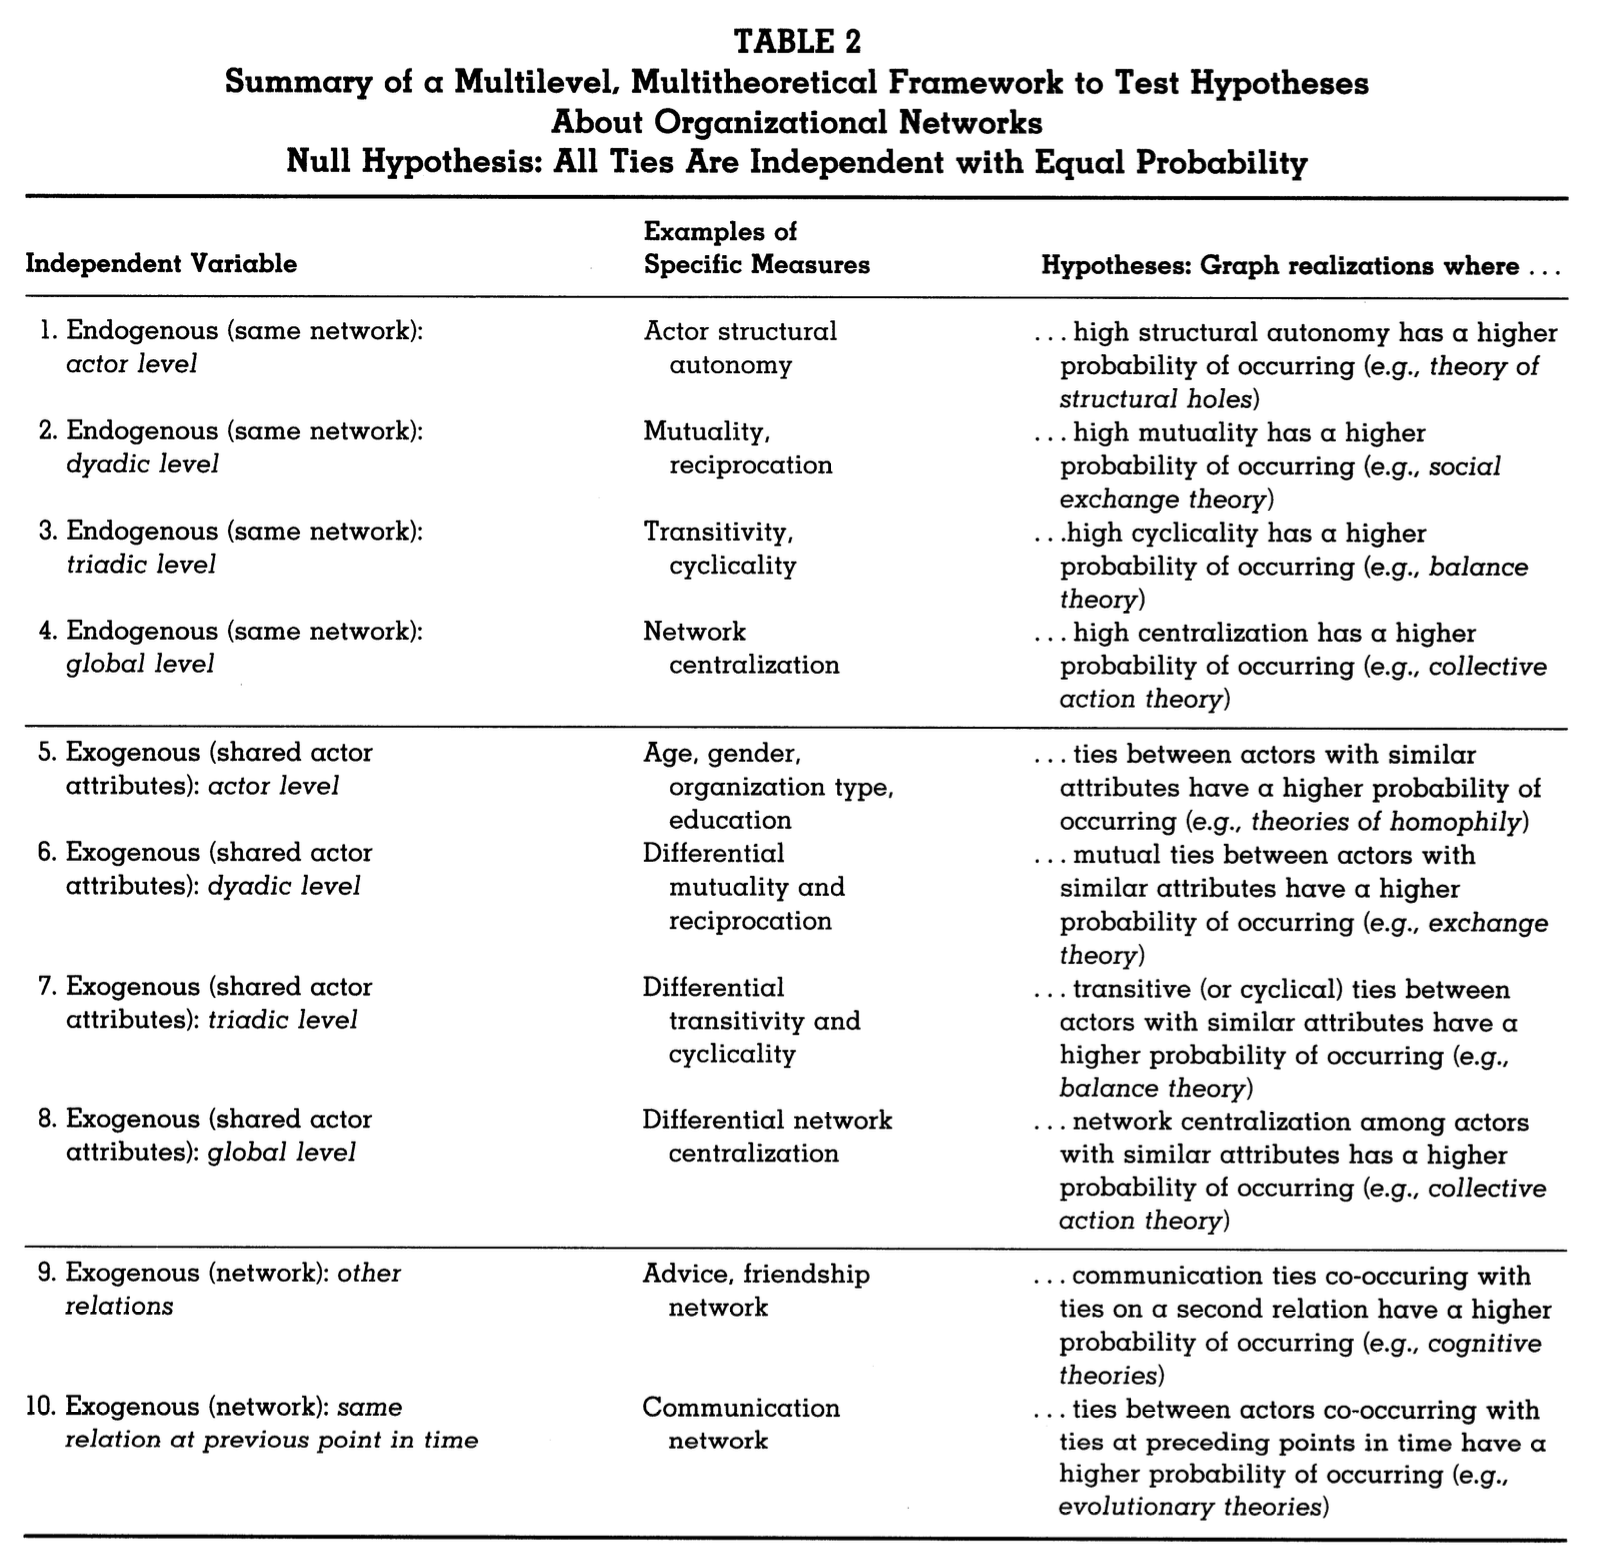 TABLE 2
Summary of a Multilevel, Multitheoretical Framework to Test Hypotheses
About Organizational Networks
Null Hypothesis: All Ties Are Independent with Equal Probability
Independent Variable
Examples of
Specific Measures
Hypotheses: Graph realizations where ...
1. Endogenous (same network):
actor level
Actor structural
autonomy
... high structural autonomy has a higher
probability of occurring (e.g., theory of
structural holes)
2. Endogenous (same network):
dyadic level
Mutuality,
reciprocation
... high mutuality has a higher
probability of occurring (e.g., social
exchange theory)
3. Endogenous (same network):
triadic level
Transitivity,
cyclicality
...high cyclicality has a higher
probability of occurring (e.g., balance
theory)
4. Endogenous (same network):
global level
Network
centralization
... high centralization has a higher
probability of occurring (e.g., collective
action theory)
5. Exogenous (shared actor
attributes): actor level
Age, gender,
organization type,
education
... ties between actors with similar
attributes have a higher probability of
occurring (e.g., theories of homophily)
6. Exogenous (shared actor
attributes): dyadic level
Differential
mutuality and
reciprocation
... mutual ties between actors with
similar attributes have a higher
probability of occurring (e.g., exchange
theory)
7. Exogenous (shared actor
attributes): triadic level
Differential
transitivity and
cyclicality
... transitive (or cyclical) ties between
actors with similar attributes have a
higher probability of occurring (e.g.,
balance theory)
8. Exogenous (shared actor
attributes): global level
Differential network
centralization
... network centralization among actors
with similar attributes has a higher
probability of occurring (e.g., collective
action theory)
9. Exogenous (network): other
relations
Advice, friendship
network
... communication ties co-occuring with
ties on a second relation have a higher
probability of occurring (e.g., cognitive
theories)
10. Exogenous (network): same
relation at previous point in time
Communication
network
... ties between actors co-occurring with
ties at preceding points in time have a
higher probability of occurring (e.g.,
evolutionary theories)